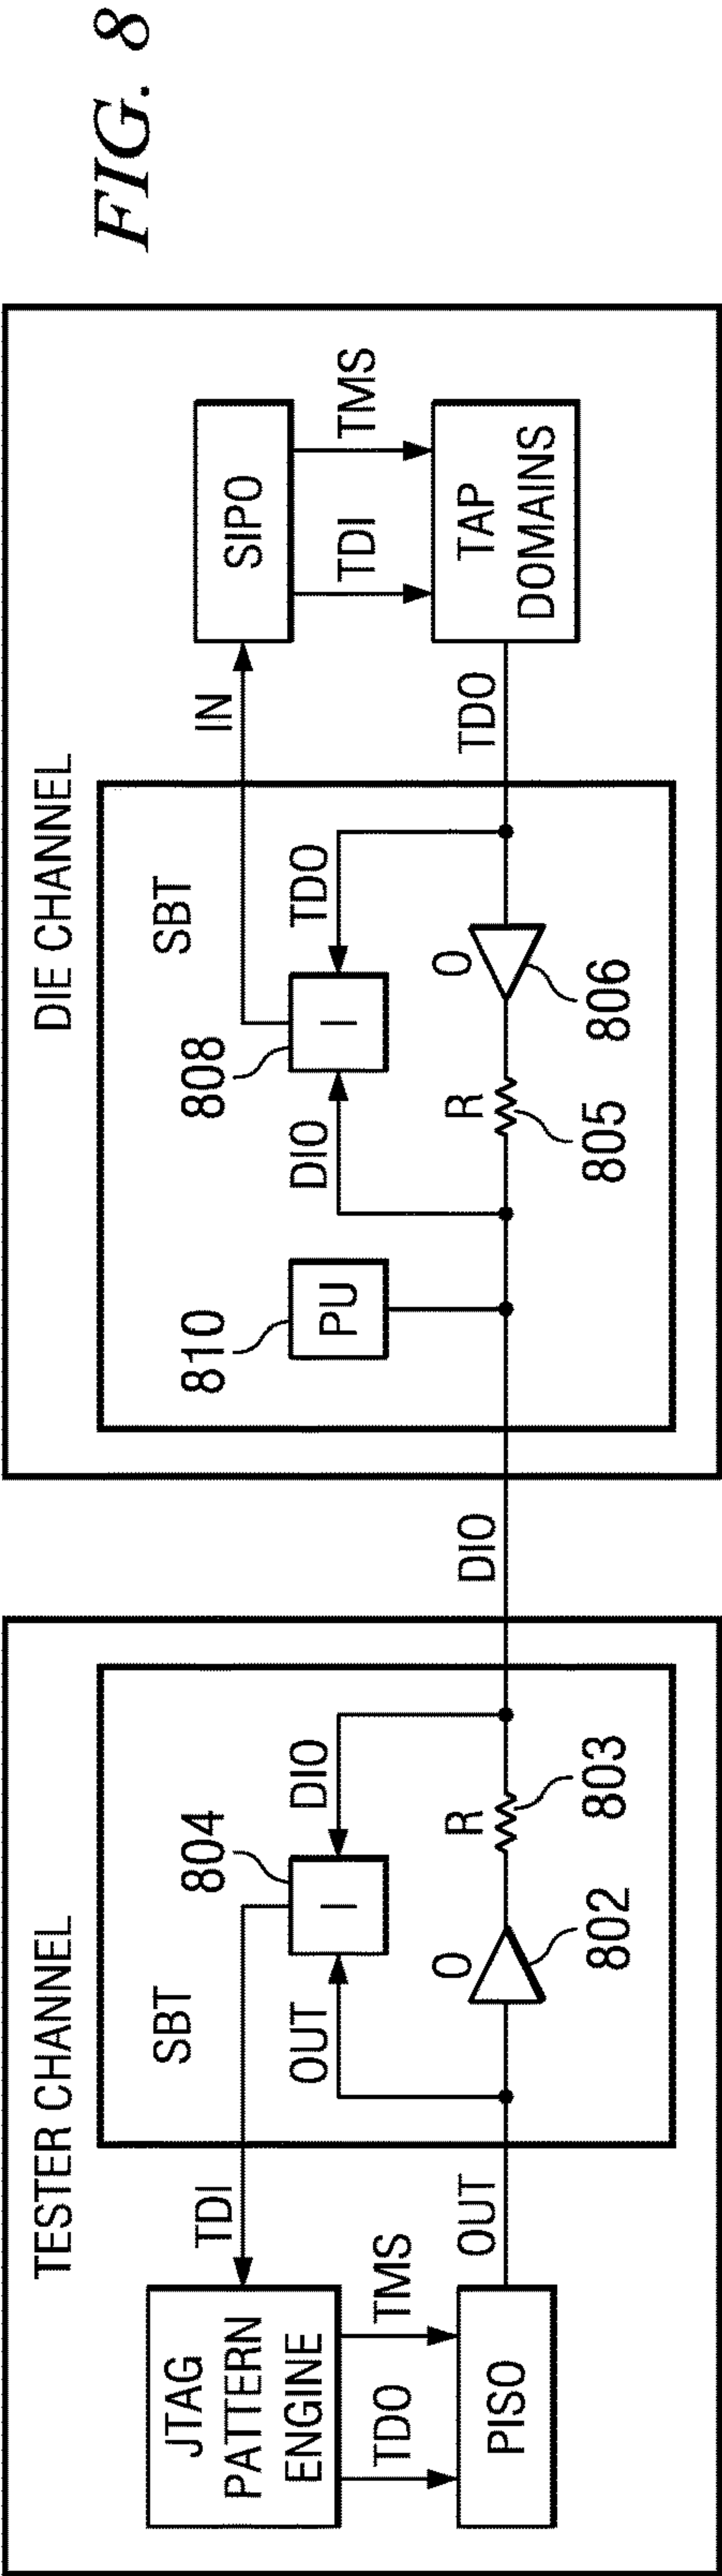 FIG. 8
TESTER CHANNEL
JTAG
PATTERN
ENGINE
TDI
TDO
TMS
PISO
OUT
SBT
OUT
804
I
DIO
O
802
R
803
DIO
DIE CHANNEL
810
PU
SBT
DIO
808
I
TDO
R
805
O
806
IN
TDO
SIPO
TDI
TMS
TAP
DOMAINS